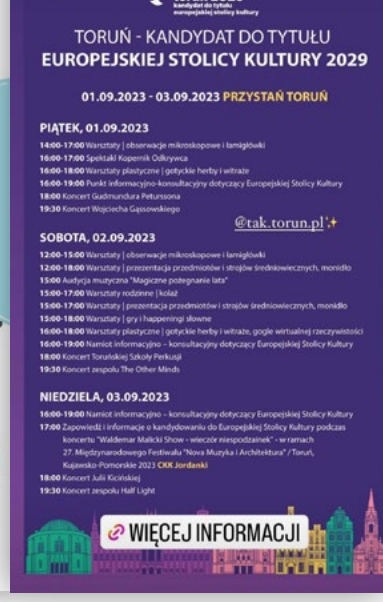 kandydat do tytułu
europejskiej stolicy kultury
TORUŃ - KANDYDAT DO TYTUŁU
EUROPEJSKIEJ STOLICY KULTURY 2029
01.09.2023 - 03.09.2023 PRZYSTAŃ TORUŃ
PIĄTEK, 01.09.2023
14:00-17:00 Warsztaty | obserwacje mikroskopowe i łamigłówki
16:00-17:00 Spektakl Kopernik Odkrywca
16:00-18:00 Warsztaty plastyczne | gotyckie herby i witraże
16:00-19:00 Punkt informacyjno-konsultacyjny dotyczący Europejskiej Stolicy Kultury
18:00 Koncert Gudmundura Peturssona
19:30 Koncert Wojciecha Gąssowskiego
@tak.torun.pl
SOBOTA, 02.09.2023
12:00-15:00 Warsztaty | obserwacje mikroskopowe i łamigłówki
12:00-18:00 Warsztaty | przezentacja przedmiotów i strojów średniowiecznych, monidło
15:00 Audycja muzyczna "Magiczne pożegnanie lata"
15:00-17:00 Warsztaty rodzinne | kolaż
15:00-17:00 Warsztaty | prezentacja przedmiotów i strojów średniowiecznych, monidło
15:00-18:00 Warsztaty | gry i happeningi słowne
16:00-18:00 Warsztaty plastyczne | gotyckie herby i witraże, gogle wirtualnej rzeczywistości
16:00-19:00 Namiot informacyjno – konsultacyjny dotyczący Europejskiej Stolicy Kultury
18:00 Koncert Toruńskiej Szkoły Perkusji
19:30 Koncert zespołu The Other Minds
NIEDZIELA, 03.09.2023
16:00-19:00 Namiot informacyjno – konsultacyjny dotyczący Europejskiej Stolicy Kultury
17:00 Zapowiedź i informacje o kandydowaniu do Europejskiej Stolicy Kultury podczas
koncertu "Waldemar Malicki Show - wieczór niespodzianek" - w ramach
27. Międzynarodowego Festiwalu "Nova Muzyka i Architektura" / Toruń,
Kujawsko-Pomorskie 2023 CKK Jordanki
18:00 Koncert Julii Kicińskiej
19:30 Koncert zespołu Half Light
WIĘCEJ INFORMACJI